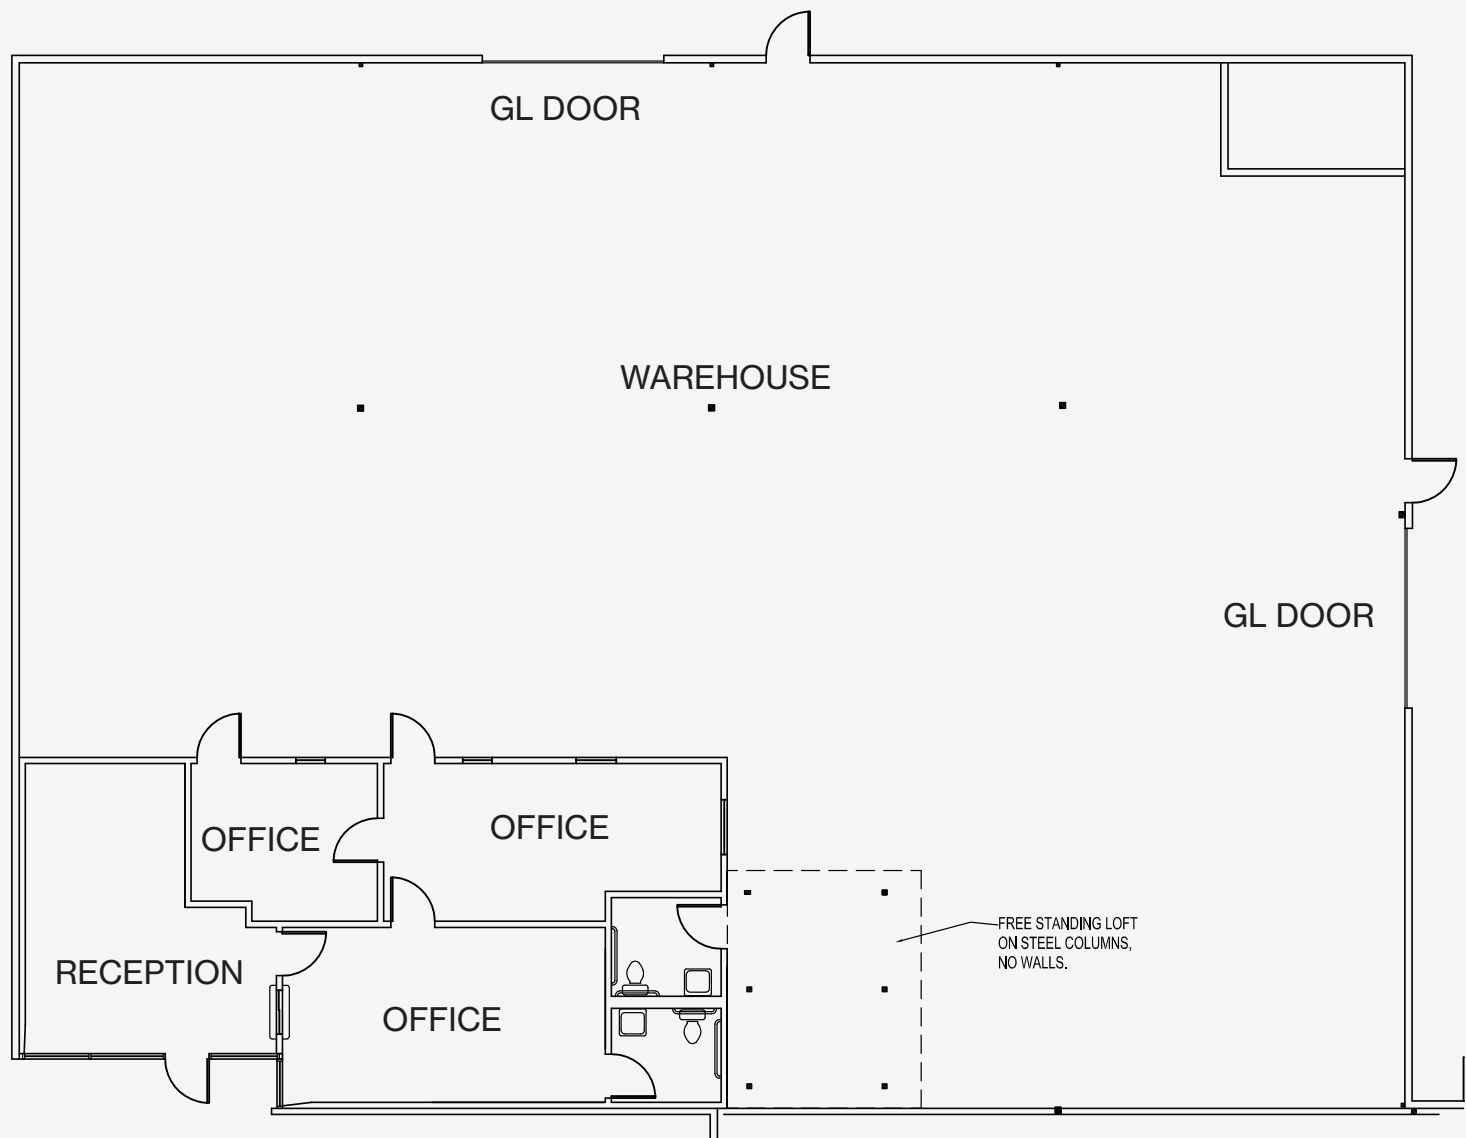 GL DOOR
WAREHOUSE
GL DOOR
OFFICE
OFFICE
FREE STANDING LOFT
ON STEEL COLUMNS,
NO WALLS.
RECEPTION
OFFICE